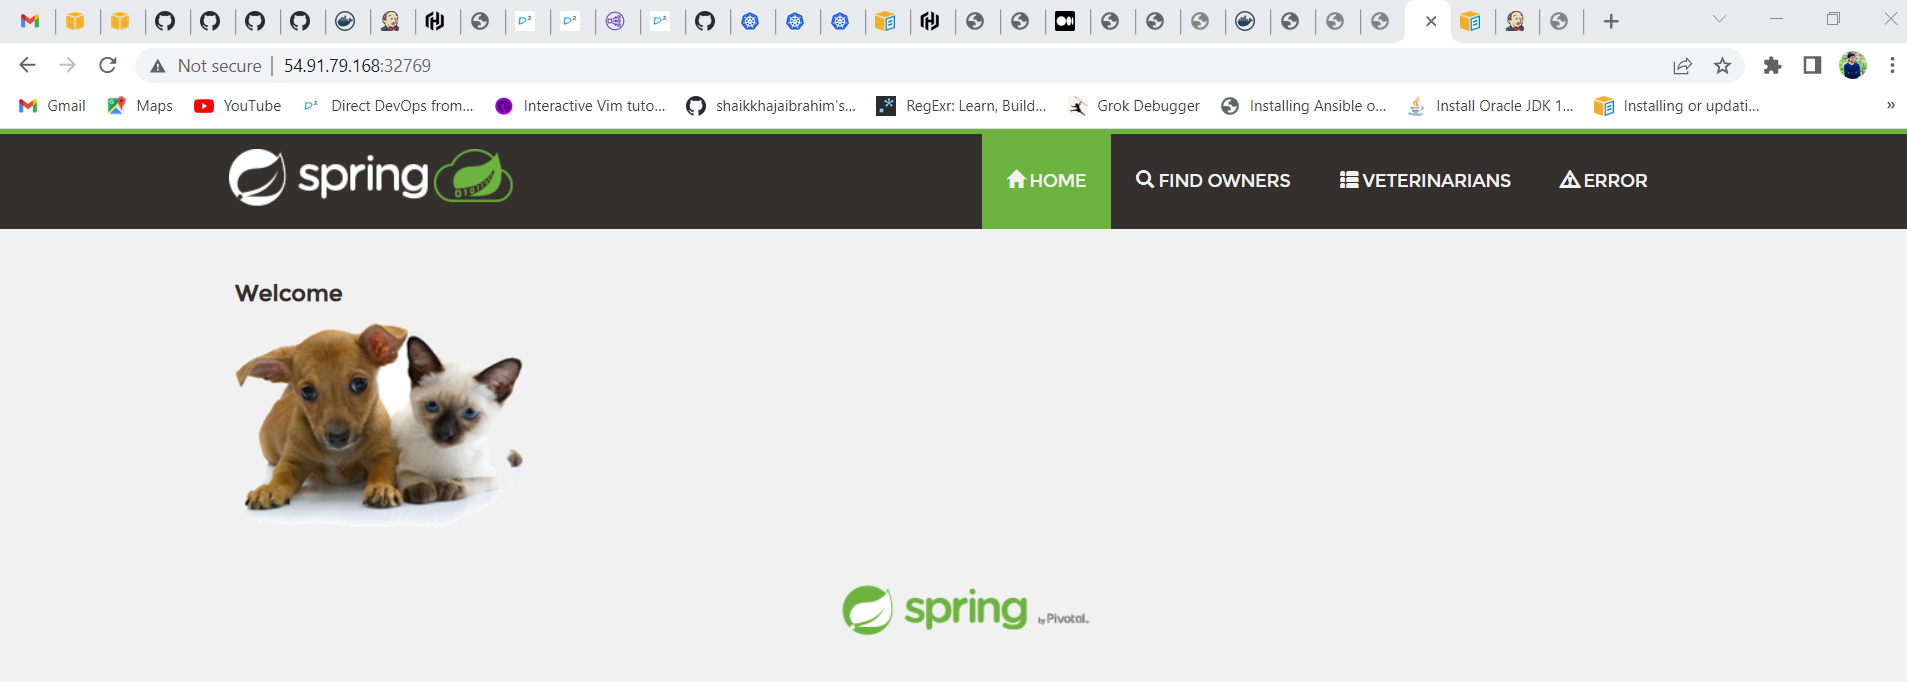 Not secure | 54.91.79.168:32769
Gmail Maps YouTube Direct DevOps from... Interactive Vim tuto... shaikkhajaibrahim's... RegExr: Learn, Build... Grok Debugger Installing Ansible o... Install Oracle JDK 1... Installing or updati... »
spring HOME FIND OWNERS VETERINARIANS ERROR
Welcome
spring by Pivotal.